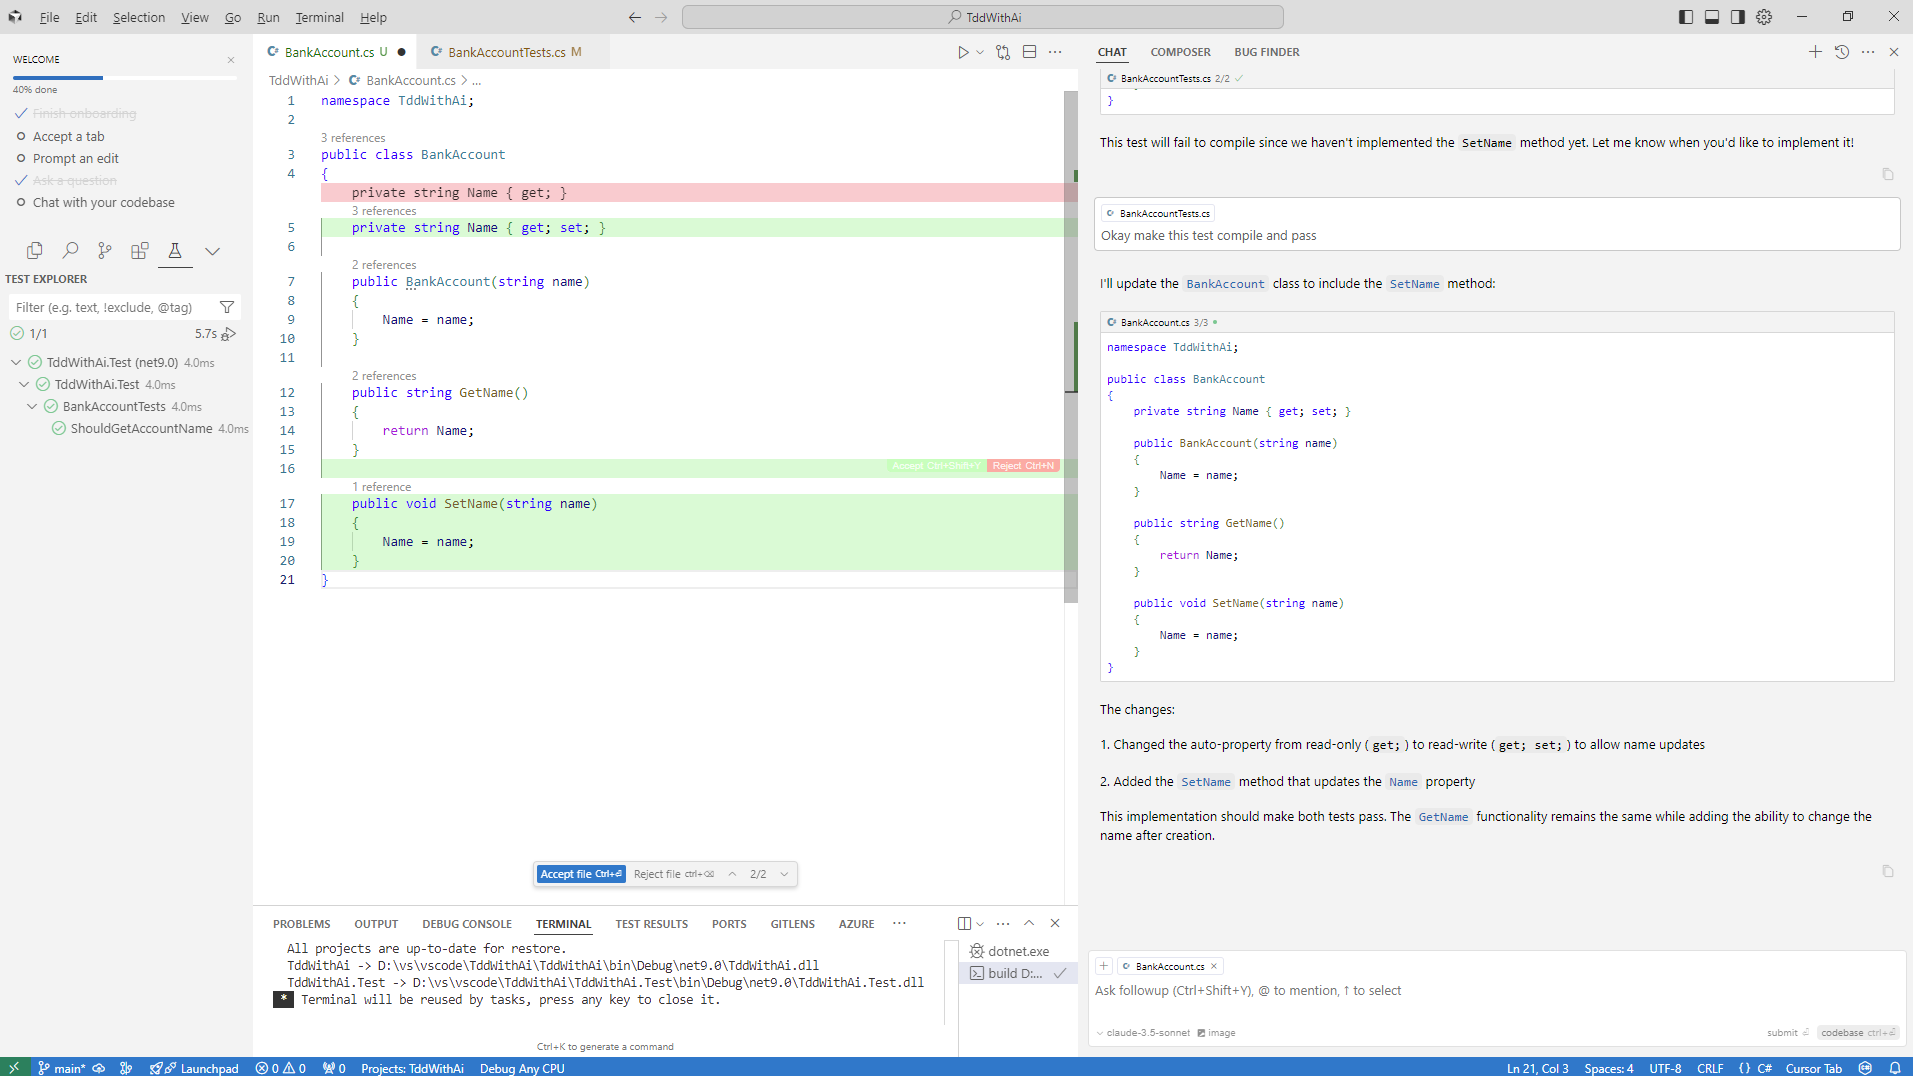 File Edit Selection View Go Run Terminal Help
TddWithAi
WELCOME
40% done
Finish onboarding
Accept a tab
Prompt an edit
Ask a question
Chat with your codebase
TEST EXPLORER
Filter (e.g. text, !exclude, @tag)
1/1 5.7s
TddWithAi.Test (net9.0) 4.0ms
TddWithAi.Test 4.0ms
BankAccountTests 4.0ms
ShouldGetAccountName 4.0ms
BankAccount.cs U BankAccountTests.cs M
TddWithAi > BankAccount.cs > ...
1 namespace TddWithAi;
2
3 references
3 public class BankAccount
4 {
private string Name { get; }
3 references
5 private string Name { get; set; }
6
2 references
7 public BankAccount(string name)
8 {
9 Name = name;
10 }
11
2 references
12 public string GetName()
13 {
14 return Name;
15 }
16 Accept Ctrl+Shift+Y Reject Ctrl+N
1 reference
17 public void SetName(string name)
18 {
19 Name = name;
20 }
21 }
Accept file Ctrl+⏎ Reject file ctrl+⌫ 2/2
PROBLEMS OUTPUT DEBUG CONSOLE TERMINAL TEST RESULTS PORTS GITLENS AZURE ...
All projects are up-to-date for restore.
TddWithAi -> D:\vs\vscode\TddWithAi\TddWithAi\bin\Debug\net9.0\TddWithAi.dll
TddWithAi.Test -> D:\vs\vscode\TddWithAi\TddWithAi.Test\bin\Debug\net9.0\TddWithAi.Test.dll
* Terminal will be reused by tasks, press any key to close it.
Ctrl+K to generate a command
dotnet.exe
build D:...
CHAT COMPOSER BUG FINDER
BankAccountTests.cs 2/2
}
This test will fail to compile since we haven't implemented the SetName method yet. Let me know when you'd like to implement it!
BankAccountTests.cs
Okay make this test compile and pass
I'll update the BankAccount class to include the SetName method:
BankAccount.cs 3/3
namespace TddWithAi;
public class BankAccount
{
private string Name { get; set; }
public BankAccount(string name)
{
Name = name;
}
public string GetName()
{
return Name;
}
public void SetName(string name)
{
Name = name;
}
}
The changes:
1. Changed the auto-property from read-only ( get; ) to read-write ( get; set; ) to allow name updates
2. Added the SetName method that updates the Name property
This implementation should make both tests pass. The GetName functionality remains the same while adding the ability to change the
name after creation.
+ BankAccount.cs ×
Ask followup (Ctrl+Shift+Y), @ to mention, ↑ to select
claude-3.5-sonnet image submit ⏎ codebase ctrl+⏎
main* Launchpad 0 0 0 Projects: TddWithAi Debug Any CPU Ln 21, Col 3 Spaces: 4 UTF-8 CRLF {} C# Cursor Tab